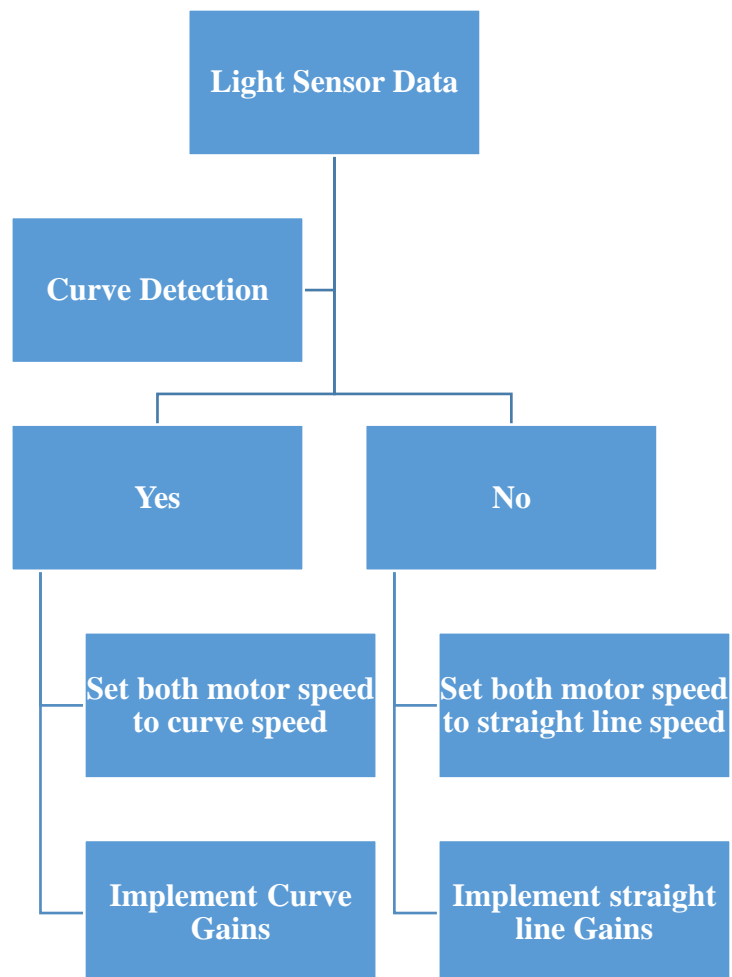 Light Sensor Data
Curve Detection
Yes
No
Set both motor speed
to curve speed
Set both motor speed
to straight line speed
Implement Curve
Gains
Implement straight
line Gains